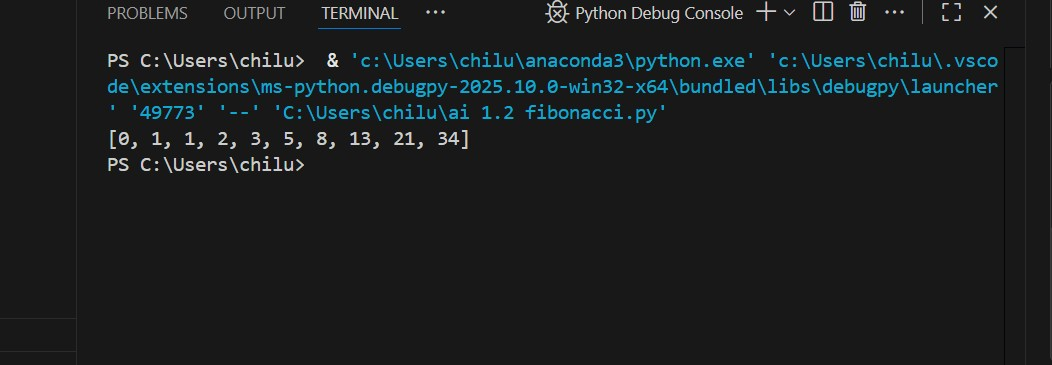 PROBLEMS OUTPUT TERMINAL ··· Python Debug Console
PS C:\Users\chilu>  & 'c:\Users\chilu\anaconda3\python.exe' 'c:\Users\chilu\.vsco
de\extensions\ms-python.debugpy-2025.10.0-win32-x64\bundled\libs\debugpy\launcher
' '49773' '--' 'C:\Users\chilu\ai 1.2 fibonacci.py'
[0, 1, 1, 2, 3, 5, 8, 13, 21, 34]
PS C:\Users\chilu>